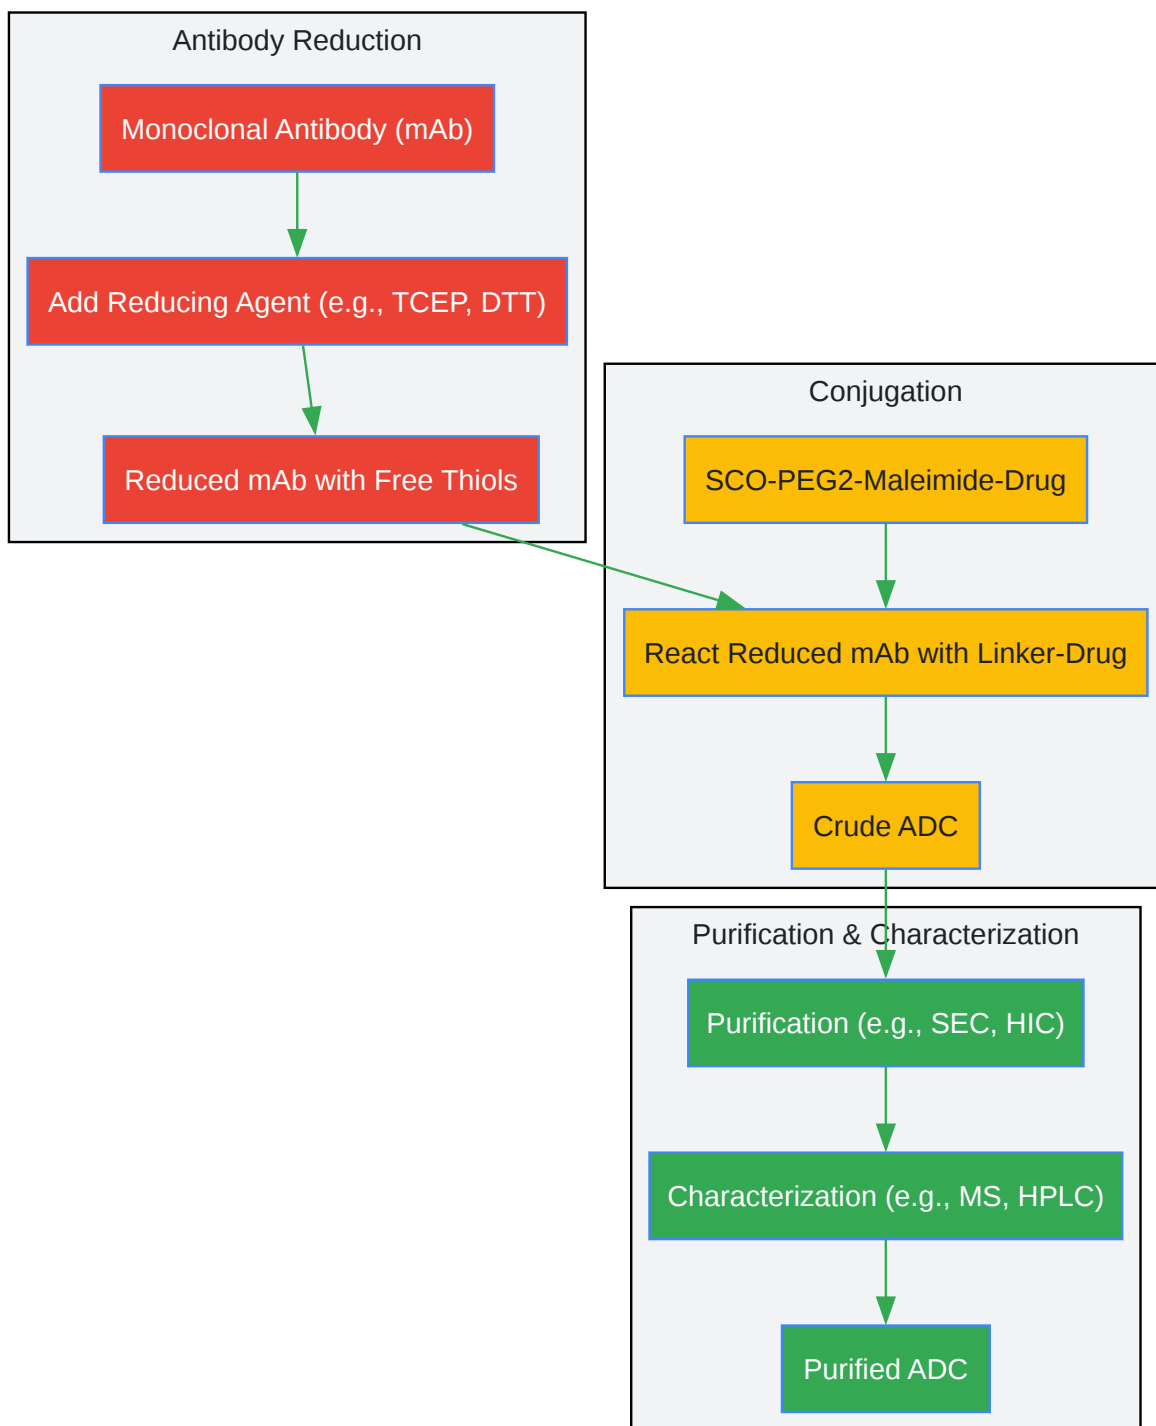 Antibody Reduction
Monoclonal Antibody (mAb)
Add Reducing Agent (e.g., TCEP, DTT)
Reduced mAb with Free Thiols
Conjugation
SCO-PEG2-Maleimide-Drug
React Reduced mAb with Linker-Drug
Crude ADC
Purification & Characterization
Purification (e.g., SEC, HIC)
Characterization (e.g., MS, HPLC)
Purified ADC